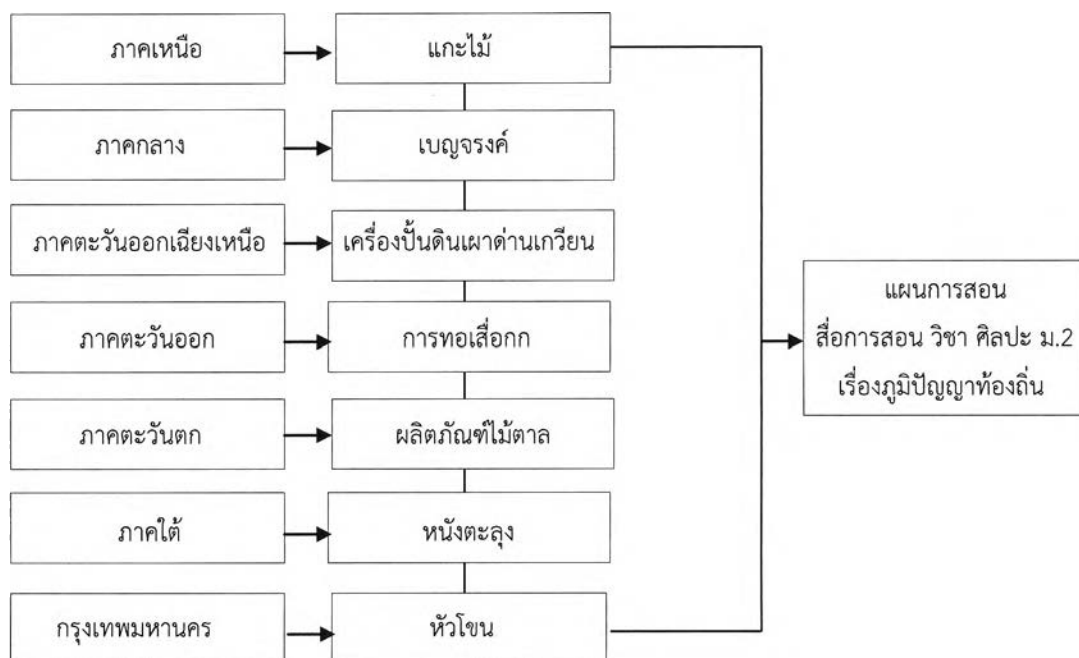 ภาคเหนือ
แกะไม้
ภาคกลาง
เบญจรงค์
ภาคตะวันออกเฉียงเหนือ
เครื่องปั้นดินเผาด่านเกวียน
ภาคตะวันออก
การทอเสื่อกก
ภาคตะวันตก
ผลิตภัณฑ์ไม้ตาล
ภาคใต้
หนังตะลุง
กรุงเทพมหานคร
หัวโขน
แผนการสอน
สื่อการสอน วิชา ศิลปะ ม.2
เรื่องภูมิปัญญาท้องถิ่น